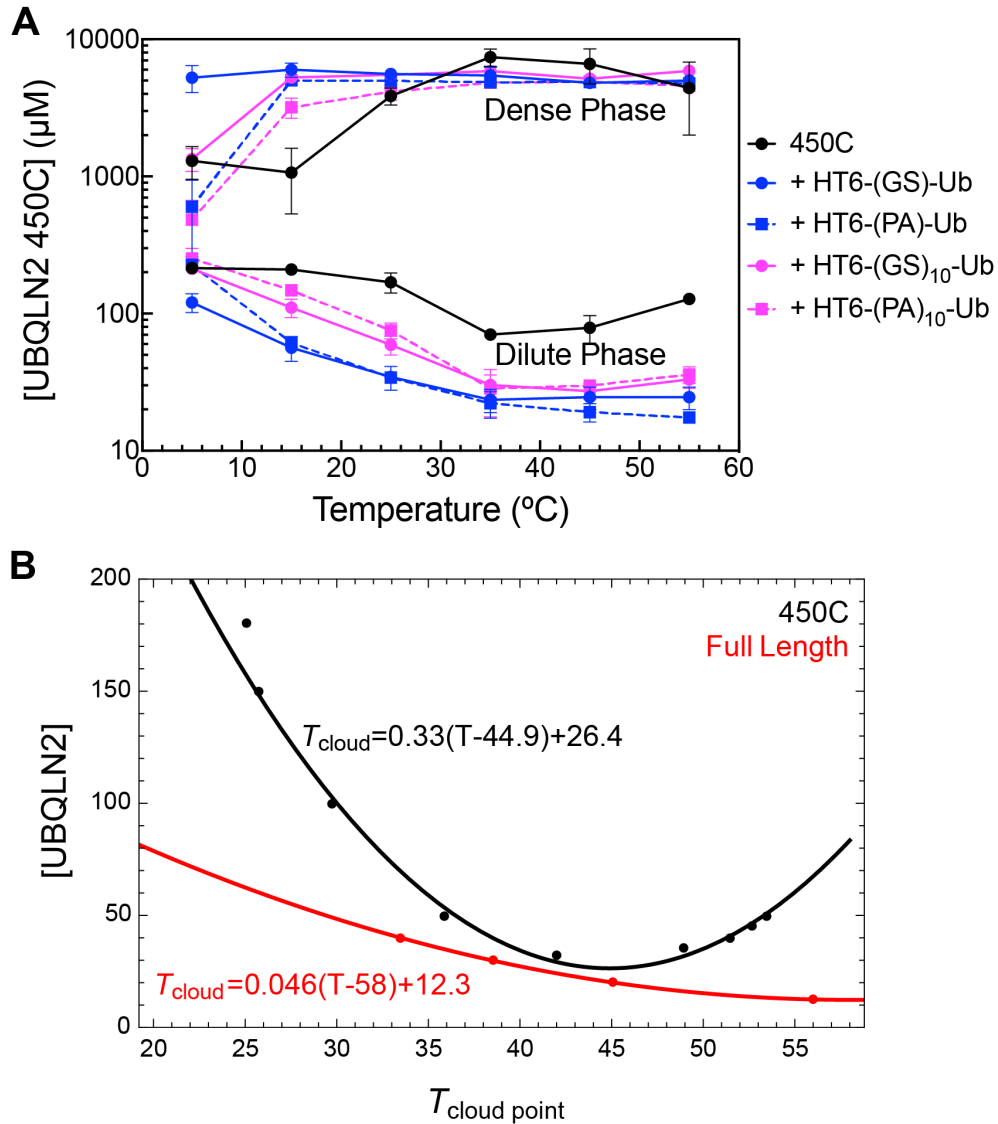 A
10000
1000
100
10
[UBQLN2 450C] (µM)
Dense Phase
Dilute Phase
0
10
20
30
40
50
60
Temperature (ºC)
450C
+ HT6-(GS)-Ub
+ HT6-(PA)-Ub
+ HT6-(GS)10-Ub
+ HT6-(PA)10-Ub
B
200
150
100
50
0
[UBQLN2]
450C
Full Length
Tcloud=0.33(T-44.9)+26.4
Tcloud=0.046(T-58)+12.3
20
25
30
35
40
45
50
55
Tcloud point